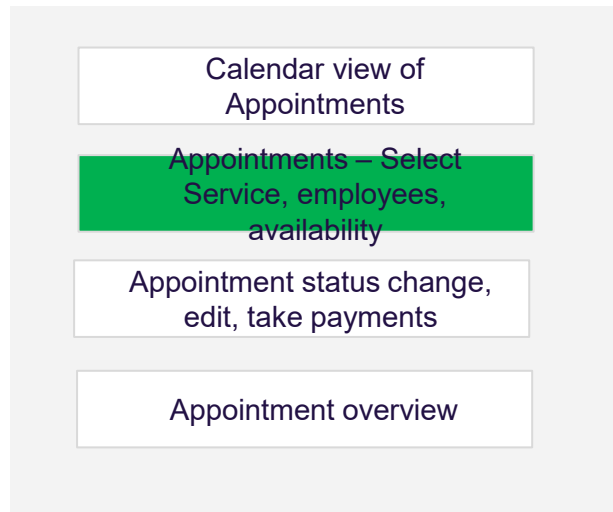 Calendar view of
Appointments
Appointments – Select
Service, employees,
availability
Appointment status change,
edit, take payments
Appointment overview